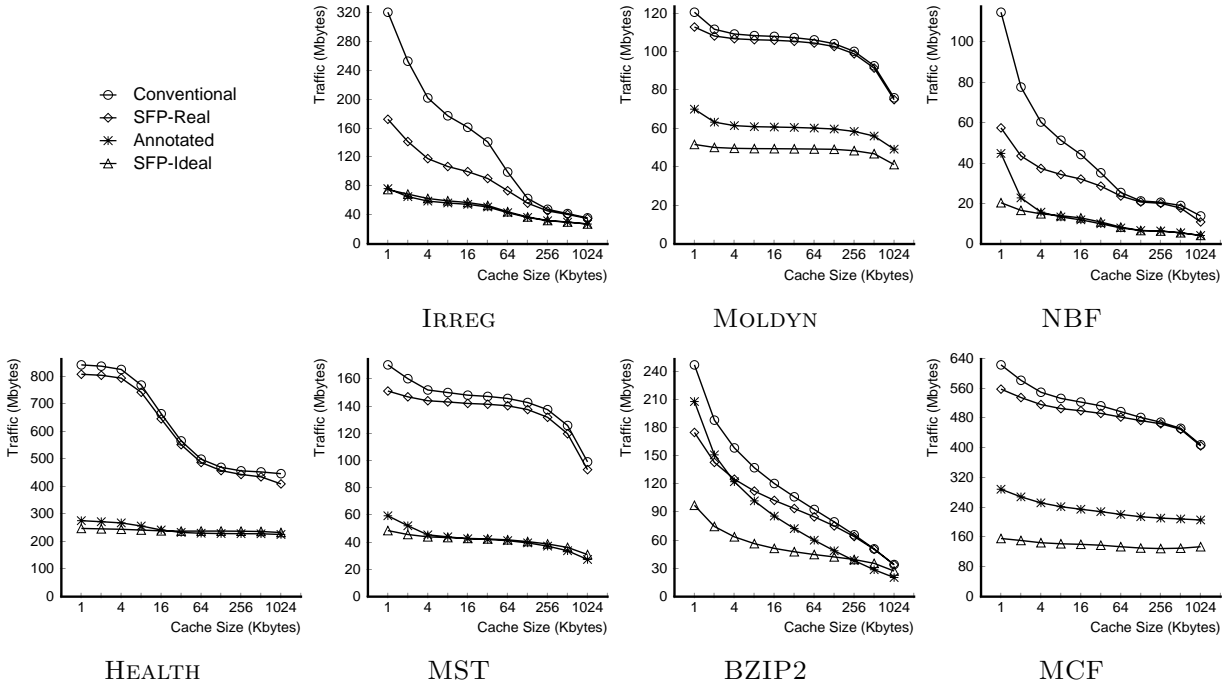 Conventional
SFP-Real
Annotated
SFP-Ideal
Traffic (Mbytes)
320
280
240
200
160
120
80
40
0
1 4 16 64 256 1024
Cache Size (Kbytes)
IRREG
Traffic (Mbytes)
120
100
80
60
40
20
0
1 4 16 64 256 1024
Cache Size (Kbytes)
MOLDYN
Traffic (Mbytes)
100
80
60
40
20
0
1 4 16 64 256 1024
Cache Size (Kbytes)
NBF
Traffic (Mbytes)
800
700
600
500
400
300
200
100
0
1 4 16 64 256 1024
Cache Size (Kbytes)
HEALTH
Traffic (Mbytes)
160
140
120
100
80
60
40
20
0
1 4 16 64 256 1024
Cache Size (Kbytes)
MST
Traffic (Mbytes)
240
210
180
150
120
90
60
30
0
1 4 16 64 256 1024
Cache Size (Kbytes)
BZIP2
Traffic (Mbytes)
640
560
480
400
320
240
160
80
0
1 4 16 64 256 1024
Cache Size (Kbytes)
MCF